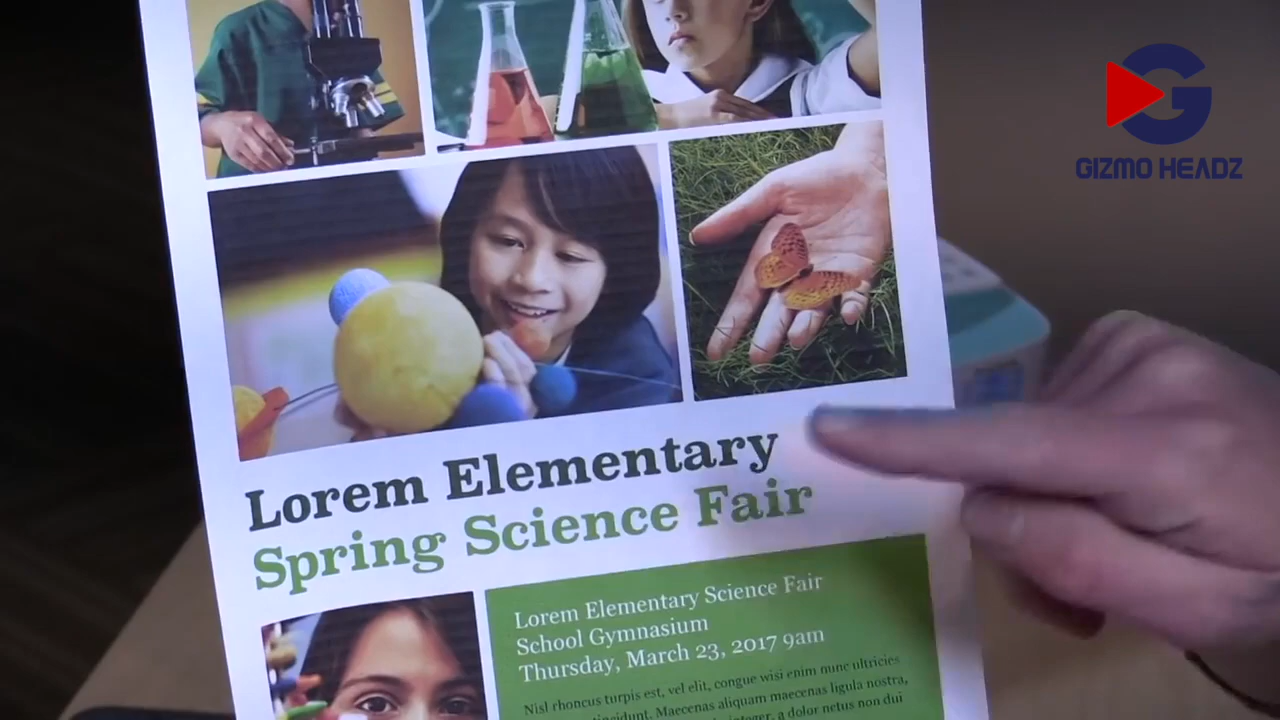 GIZMO HEADZ
Lorem Elementary
Spring Science Fair
Lorem Elementary Science Fair
School Gymnasium
Thursday, March 23, 2017 9am
Nisl rhoncus turpis est, vel elit, congue wisi enim nunc ultricies
tincidunt. Maecenas aliquam maecenas ligula nostra,
a dolor netus non dui